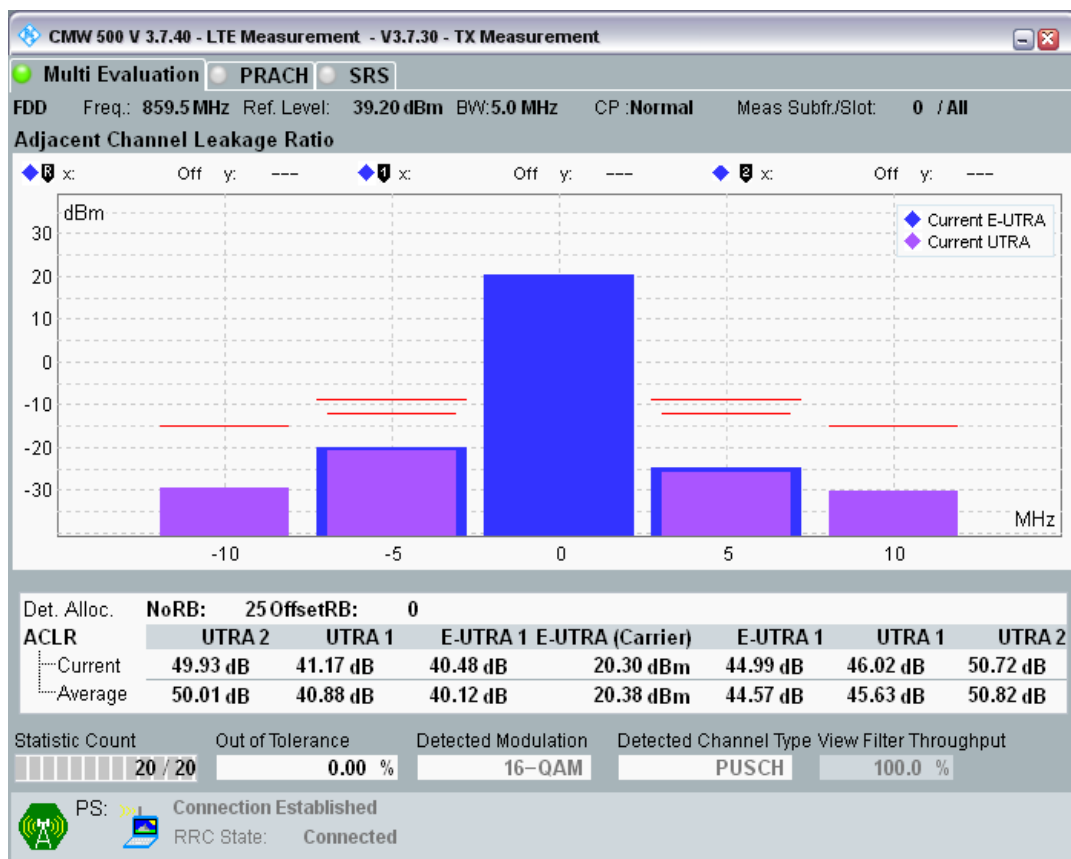 CMW 500 V 3.7.40 - LTE Measurement - V3.7.30 - TX Measurement
Multi Evaluation PRACH SRS
FDD Freq.: 859.5 MHz Ref. Level: 39.20 dBm BW:5.0 MHz CP :Normal Meas Subfr./Slot: 0 / All
Adjacent Channel Leakage Ratio
R x: Off y: --- 1 x: Off y: --- 2 x: Off y: ---
dBm
Current E-UTRA
Current UTRA
30
20
10
0
-10
-20
-30
MHz
-10 -5 0 5 10
Det. Alloc. NoRB: 25 OffsetRB: 0
ACLR UTRA 2 UTRA 1 E-UTRA 1 E-UTRA (Carrier) E-UTRA 1 UTRA 1 UTRA 2
Current 49.93 dB 41.17 dB 40.48 dB 20.30 dBm 44.99 dB 46.02 dB 50.72 dB
Average 50.01 dB 40.88 dB 40.12 dB 20.38 dBm 44.57 dB 45.63 dB 50.82 dB
Statistic Count Out of Tolerance Detected Modulation Detected Channel Type View Filter Throughput
20 / 20 0.00 % 16-QAM PUSCH 100.0 %
PS: Connection Established
RRC State: Connected